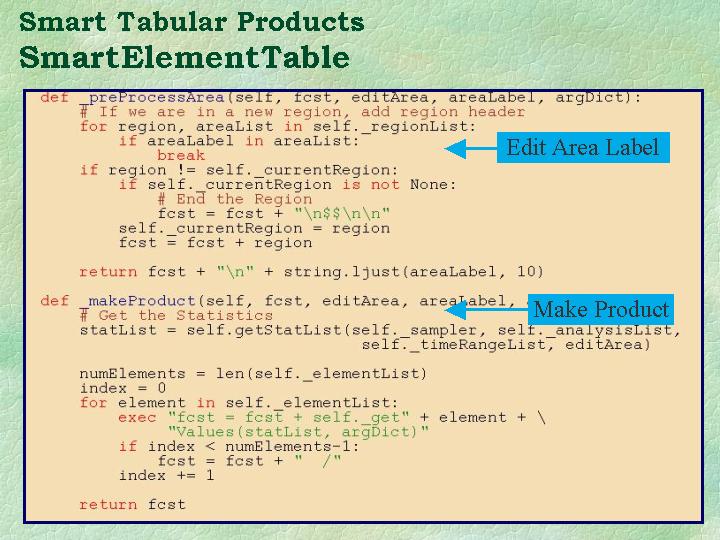 Smart Tabular Products
SmartElementTable
def _preProcessArea(self, fcst, editArea, areaLabel, argDict):
    # If we are in a new region, add region header
    for region, areaList in self._regionList:
        if areaLabel in areaList:
            break
    if region != self._currentRegion:
        if self._currentRegion is not None:
            # End the Region
            fcst = fcst + "\n$$\n\n"
        self._currentRegion = region
        fcst = fcst + region
Edit Area Label
    return fcst + "\n" + string.ljust(areaLabel, 10)
def _makeProduct(self, fcst, editArea, areaLabel,
Make Product
    # Get the Statistics
    statList = self.getStatList(self._sampler, self._analysisList,
                                 self._timeRangeList, editArea)
    numElements = len(self._elementList)
    index = 0
    for element in self._elementList:
        exec "fcst = fcst + self._get" + element + \
             "Values(statList, argDict)"
        if index < numElements-1:
            fcst = fcst + "  /"
        index += 1
    return fcst